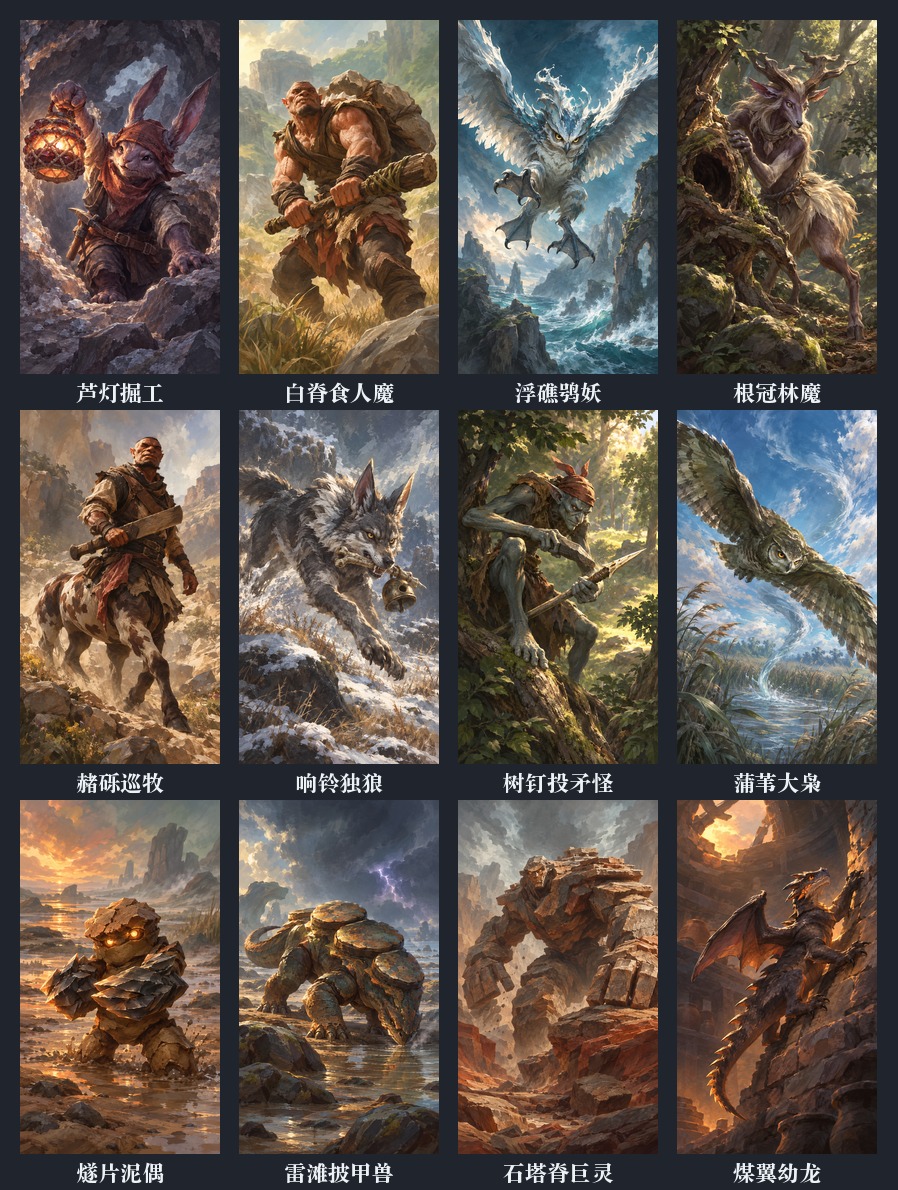 芦灯掘工
白脊食人魔
浮礁鸮妖
根冠林魔
赭砾巡牧
响铃独狼
树钉投矛怪
蒲苇大枭
燧片泥偶
雷滩披甲兽
石塔脊巨灵
煤翼幼龙